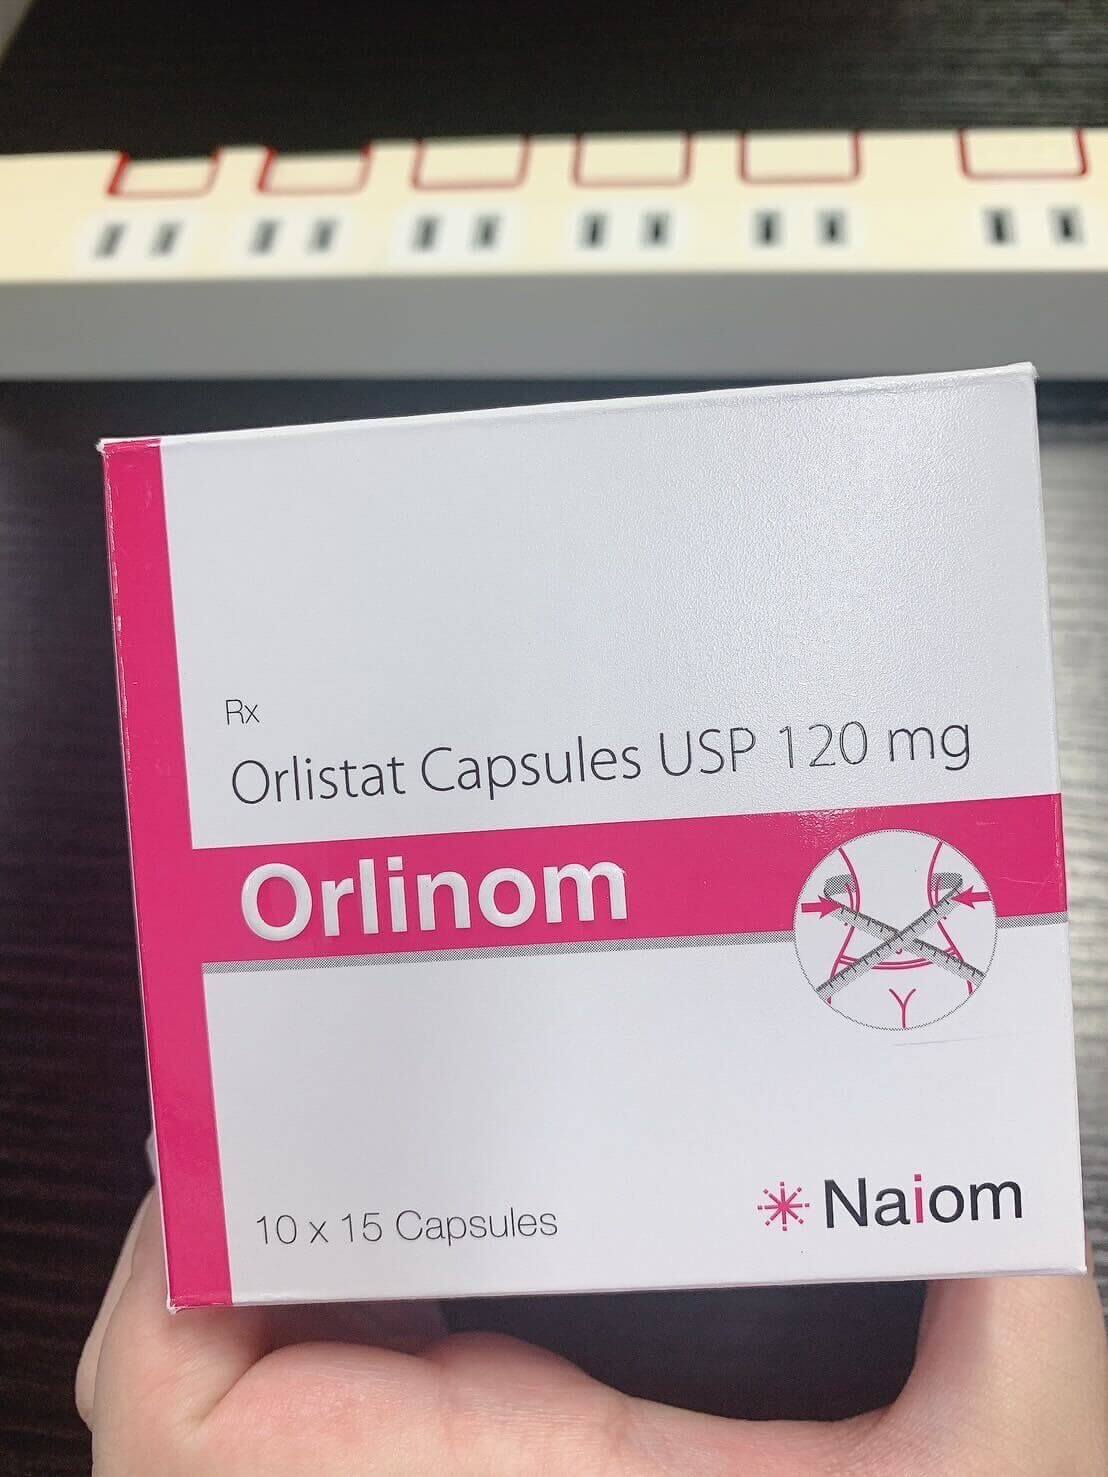 Rx
Orlistat Capsules USP 120 mg
Orlinom
10 x 15 Capsules
Naiom